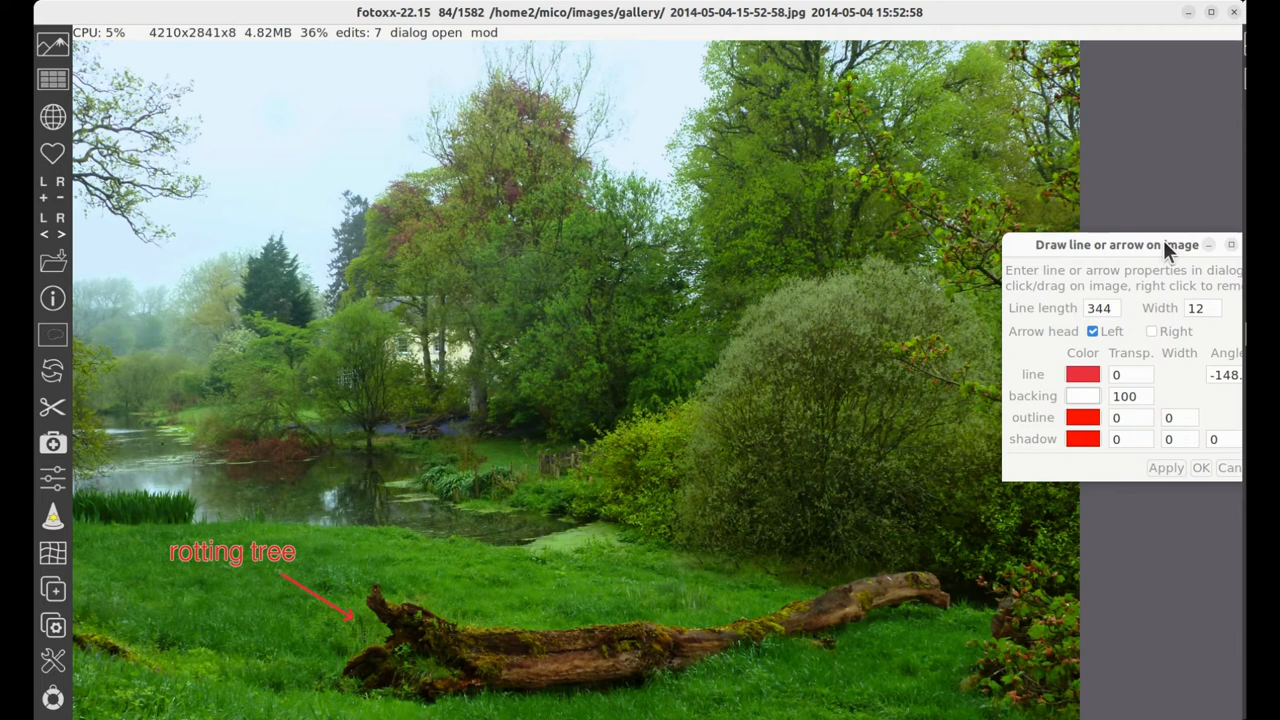 fotoxx-22.15 84/1582 /home2/mico/images/gallery/ 2014-05-04-15-52-58.jpg 2014-05-04 15:52:58
CPU: 5% 4210x2841x8 4.82MB 36% edits: 7 dialog open mod
L R
+ -
L R
< >
Draw line or arrow on image
Enter line or arrow properties in dialog
click/drag on image, right click to remo
Line length 344 Width 12
Arrow head Left Right
Color Transp. Width Angle
line 0 -148.
backing 100
outline 0 0
shadow 0 0 0
Apply OK Can
rotting tree